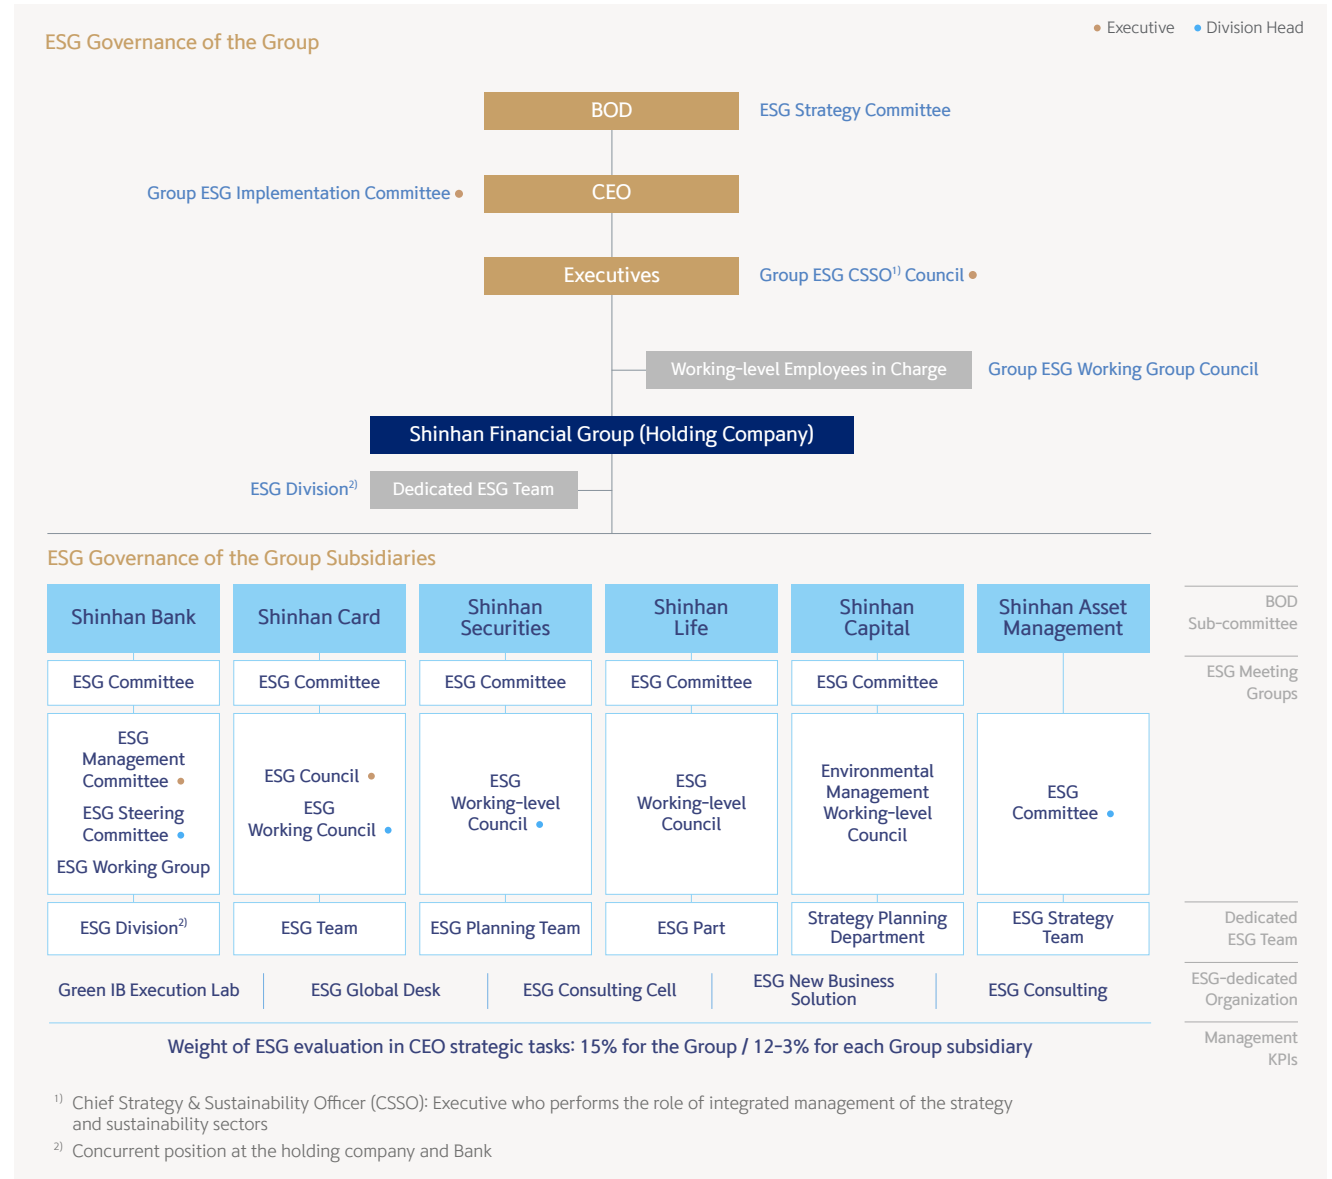 ESG Governance of the Group
• Executive • Division Head
BOD
ESG Strategy Committee
Group ESG Implementation Committee •
CEO
Executives
Group ESG CSSO¹⁾ Council •
Working-level Employees in Charge
Group ESG Working Group Council
Shinhan Financial Group (Holding Company)
ESG Division²⁾
Dedicated ESG Team
ESG Governance of the Group Subsidiaries
Shinhan Bank
Shinhan Card
Shinhan
Securities
Shinhan
Life
Shinhan
Capital
Shinhan Asset
Management
BOD
Sub-committee
ESG Committee
ESG Committee
ESG Committee
ESG Committee
ESG Committee
ESG Meeting
Groups
ESG
Management
Committee •
ESG Steering
Committee •
ESG Working Group
ESG Council •
ESG
Working Council •
ESG
Working-level
Council •
ESG
Working-level
Council
Environmental
Management
Working-level
Council
ESG
Committee •
ESG Division²⁾
ESG Team
ESG Planning Team
ESG Part
Strategy Planning
Department
ESG Strategy
Team
Dedicated
ESG Team
Green IB Execution Lab
ESG Global Desk
ESG Consulting Cell
ESG New Business
Solution
ESG Consulting
ESG-dedicated
Organization
Weight of ESG evaluation in CEO strategic tasks: 15% for the Group / 12-3% for each Group subsidiary
Management
KPIs
¹⁾ Chief Strategy & Sustainability Officer (CSSO): Executive who performs the role of integrated management of the strategy
and sustainability sectors
²⁾ Concurrent position at the holding company and Bank